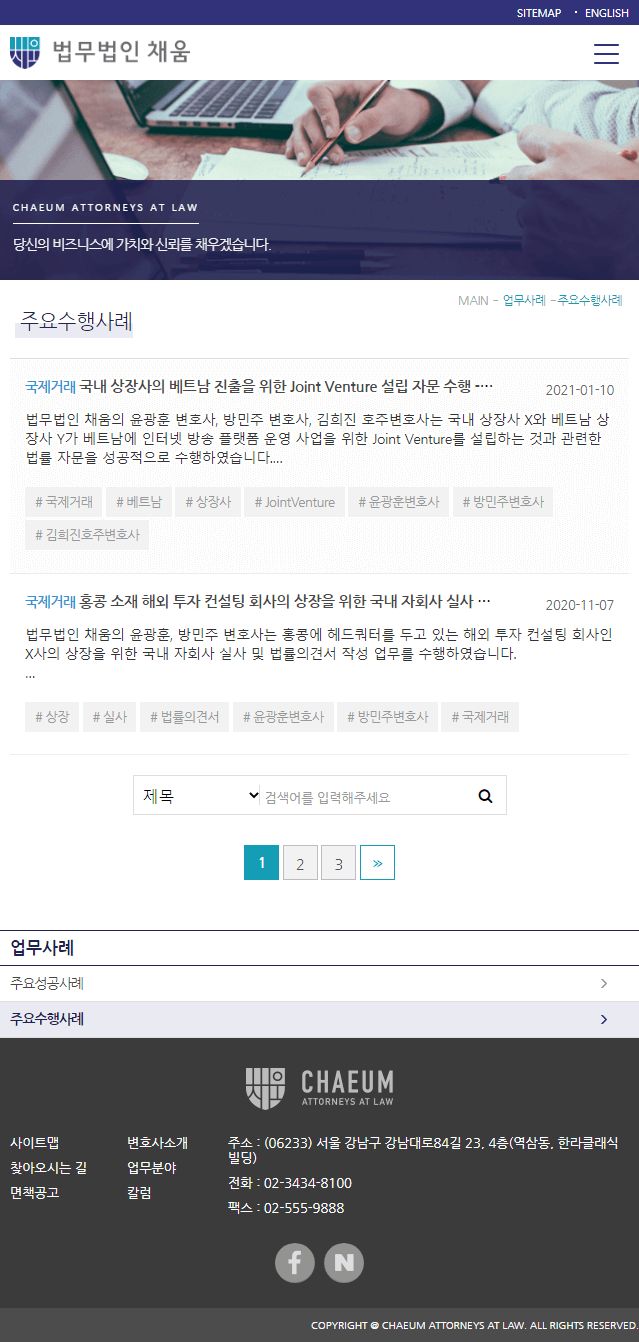 SITEMAP · ENGLISH
법무법인 채움
CHAEUM ATTORNEYS AT LAW
당신의 비즈니스에 가치와 신뢰를 채우겠습니다.
MAIN - 업무사례 -주요수행사례
주요수행사례
국제거래 국내 상장사의 베트남 진출을 위한 Joint Venture 설립 자문 수행 -…
2021-01-10
법무법인 채움의 윤광훈 변호사, 방민주 변호사, 김희진 호주변호사는 국내 상장사 X와 베트남 상
장사 Y가 베트남에 인터넷 방송 플랫폼 운영 사업을 위한 Joint Venture를 설립하는 것과 관련한
법률 자문을 성공적으로 수행하였습니다....
# 국제거래 # 베트남 # 상장사 # JointVenture # 윤광훈변호사 # 방민주변호사
# 김희진호주변호사
국제거래 홍콩 소재 해외 투자 컨설팅 회사의 상장을 위한 국내 자회사 실사 …
2020-11-07
법무법인 채움의 윤광훈, 방민주 변호사는 홍콩에 헤드쿼터를 두고 있는 해외 투자 컨설팅 회사인
X사의 상장을 위한 국내 자회사 실사 및 법률의견서 작성 업무를 수행하였습니다.
...
# 상장 # 실사 # 법률의견서 # 윤광훈변호사 # 방민주변호사 # 국제거래
제목 검색어를 입력해주세요
1 2 3 »
업무사례
주요성공사례
주요수행사례
CHAEUM
ATTORNEYS AT LAW
사이트맵
찾아오시는 길
면책공고
변호사소개
업무분야
칼럼
주소 : (06233) 서울 강남구 강남대로84길 23, 4층(역삼동, 한라클래식
빌딩)
전화 : 02-3434-8100
팩스 : 02-555-9888
f N
COPYRIGHT @ CHAEUM ATTORNEYS AT LAW. ALL RIGHTS RESERVED.